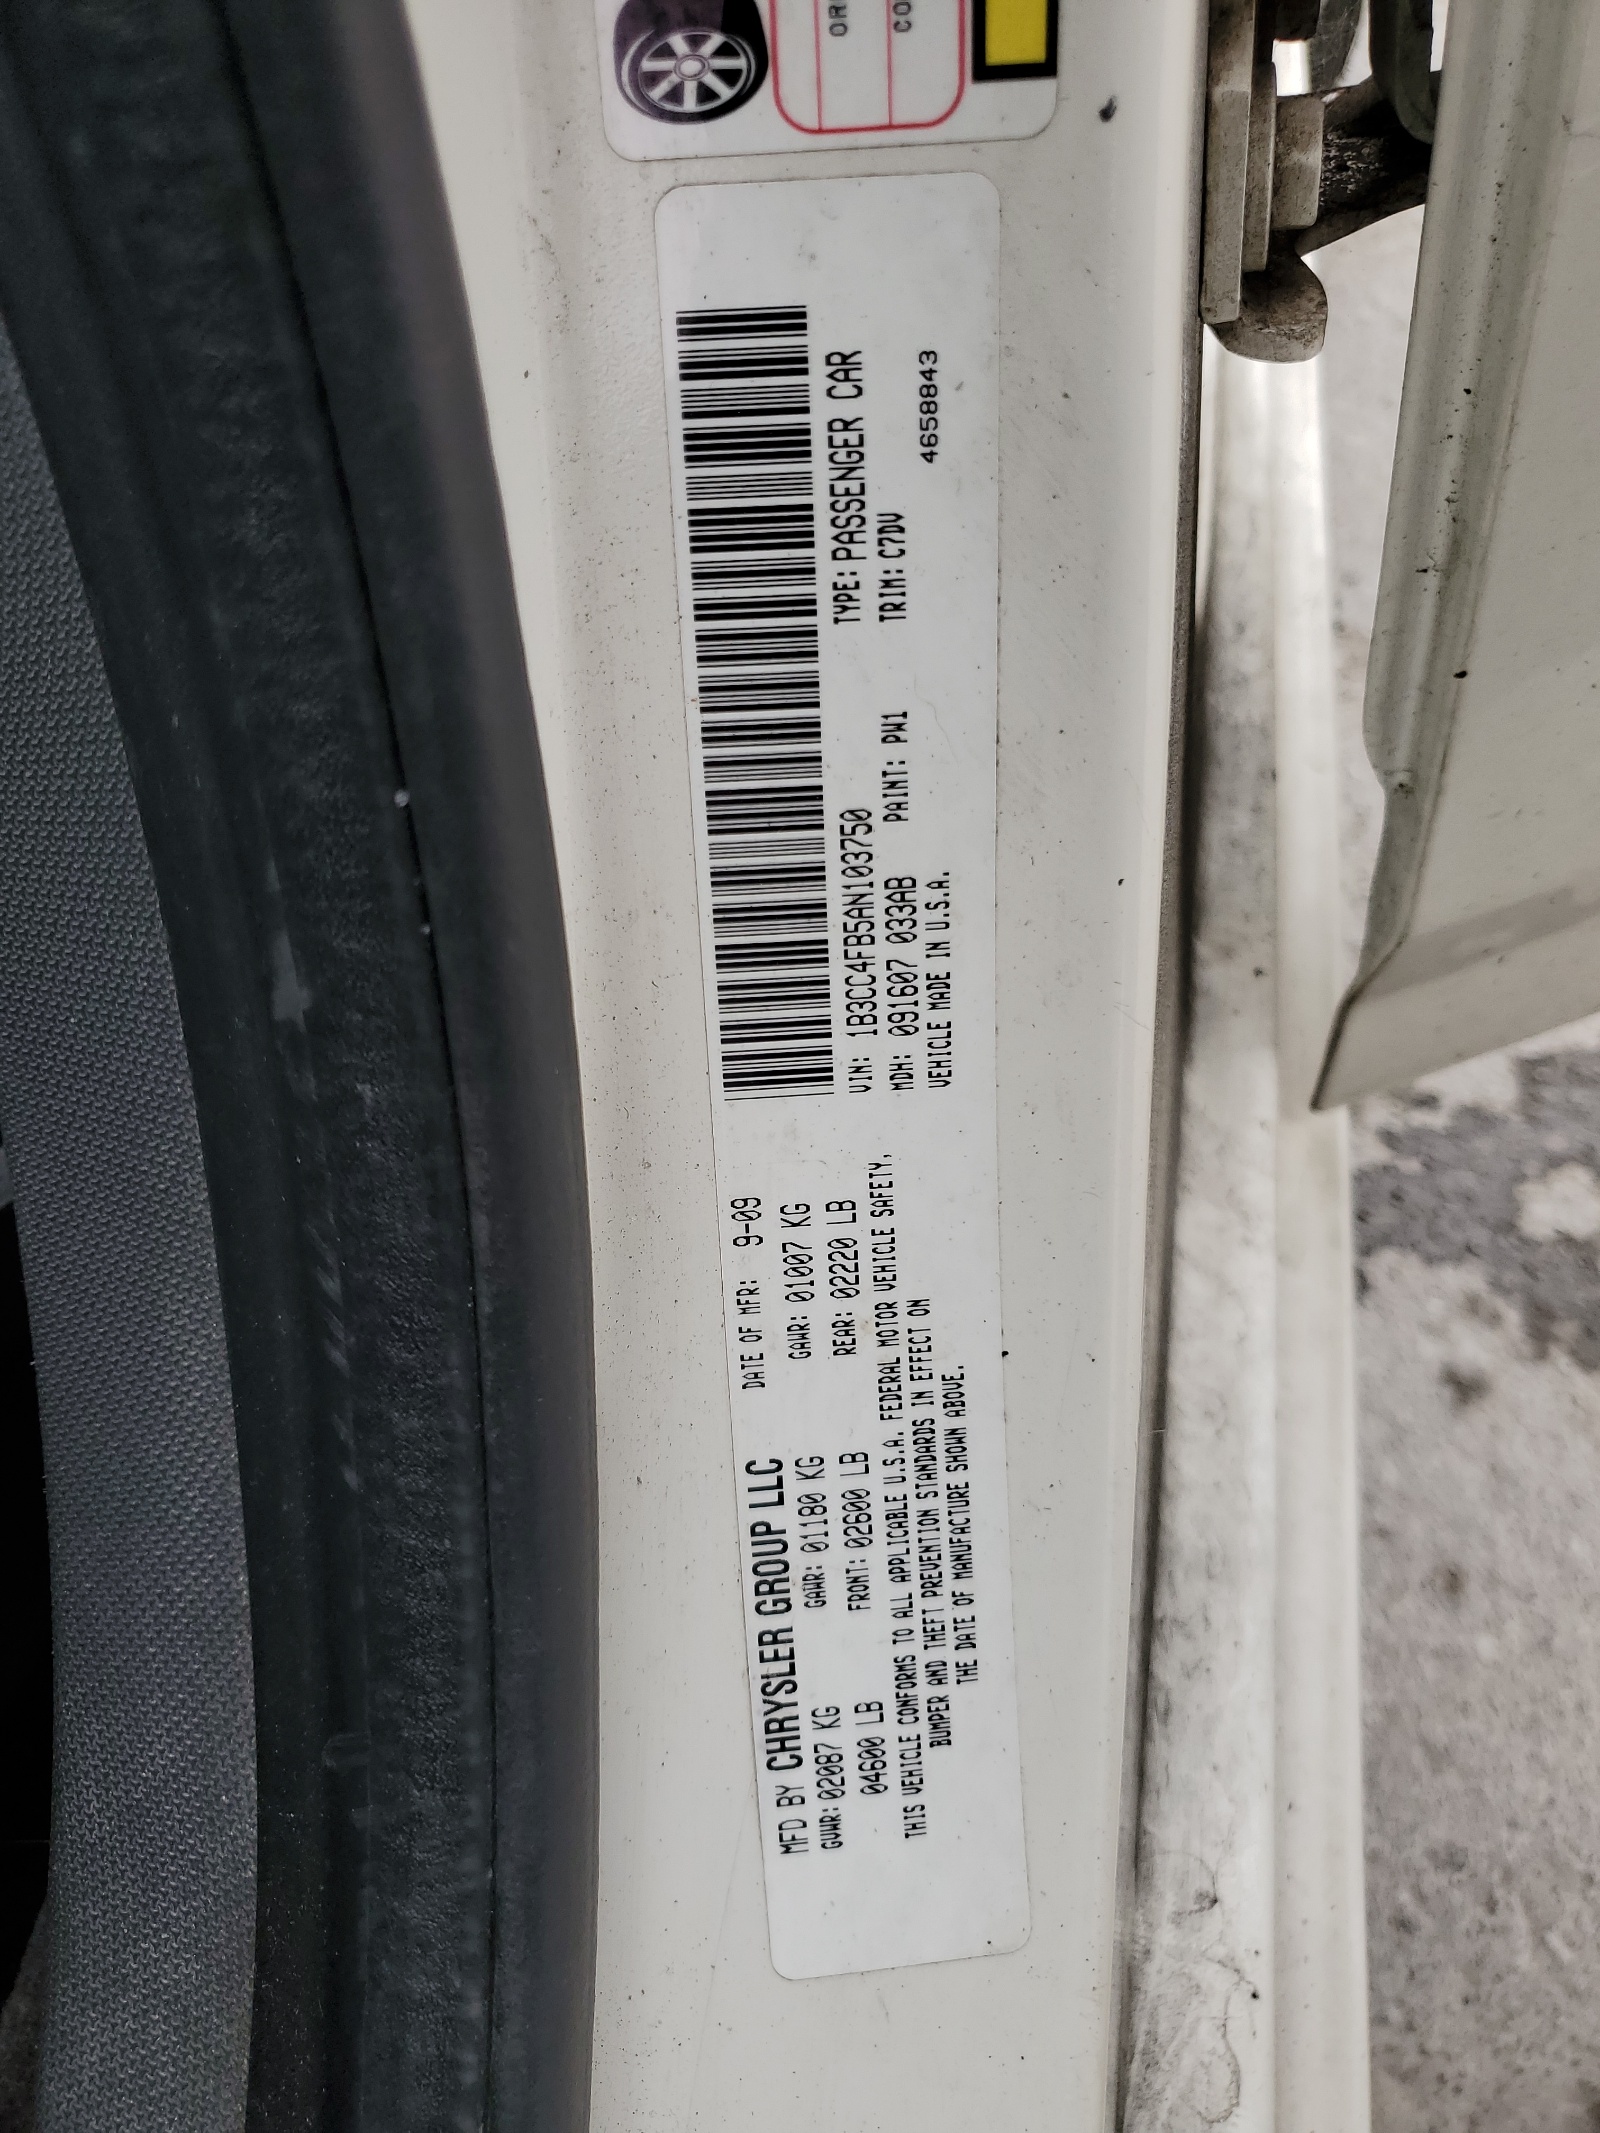 MFD BY CHRYSLER GROUP LLC DATE OF MFR: 9-09
GVWR: 02087 KG GAWR: 01180 KG GAWR: 01007 KG
04600 LB FRONT: 02600 LB REAR: 02220 LB
THIS VEHICLE CONFORMS TO ALL APPLICABLE U.S.A. FEDERAL MOTOR VEHICLE SAFETY,
BUMPER AND THEFT PREVENTION STANDARDS IN EFFECT ON
THE DATE OF MANUFACTURE SHOWN ABOVE.
VIN: 1B3CC4FB5AN103750 TYPE: PASSENGER CAR
MDH: 091607 033AB PAINT: PW1 TRIM: C7DV
VEHICLE MADE IN U.S.A.
4658843